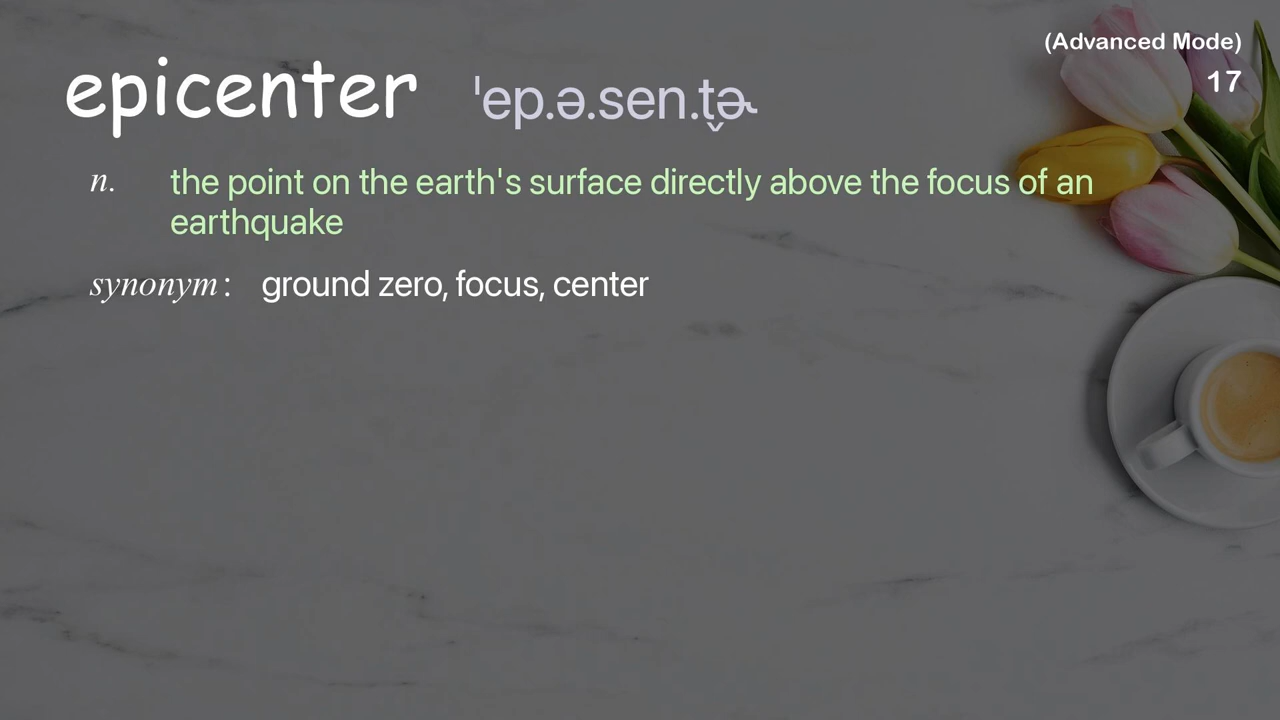 (Advanced Mode)
17
epicenter ˈep.ə.sen.t̬ɚ
n. the point on the earth's surface directly above the focus of an
earthquake
synonym : ground zero, focus, center